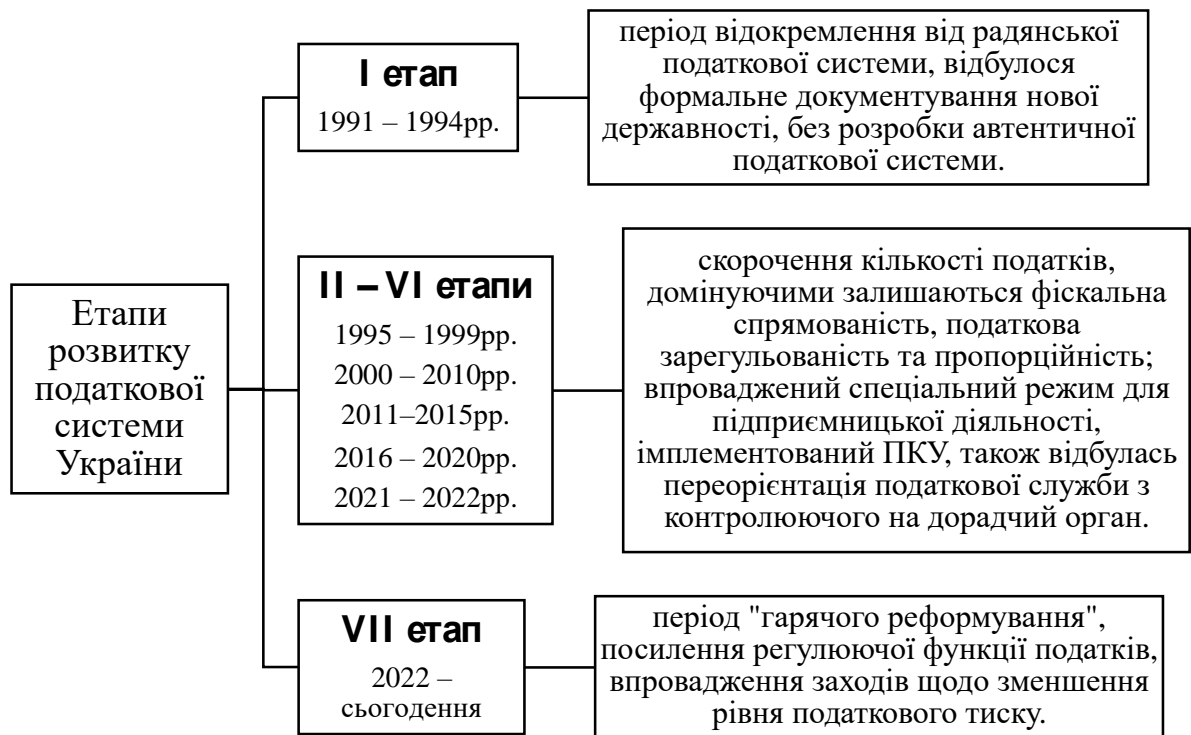 Етапи
розвитку
податкової
системи
України
I етап
1991 – 1994рр.
період відокремлення від радянської
податкової системи, відбулося
формальне документування нової
державності, без розробки автентичної
податкової системи.
II – VI етапи
1995 – 1999рр.
2000 – 2010рр.
2011–2015рр.
2016 – 2020рр.
2021 – 2022рр.
скорочення кількості податків,
домінуючими залишаються фіскальна
спрямованість, податкова
зарегульованість та пропорційність;
впроваджений спеціальний режим для
підприємницької діяльності,
імплементований ПКУ, також відбулась
переорієнтація податкової служби з
контролюючого на дорадчий орган.
VII етап
2022 –
сьогодення
період "гарячого реформування",
посилення регулюючої функції податків,
впровадження заходів щодо зменшення
рівня податкового тиску.